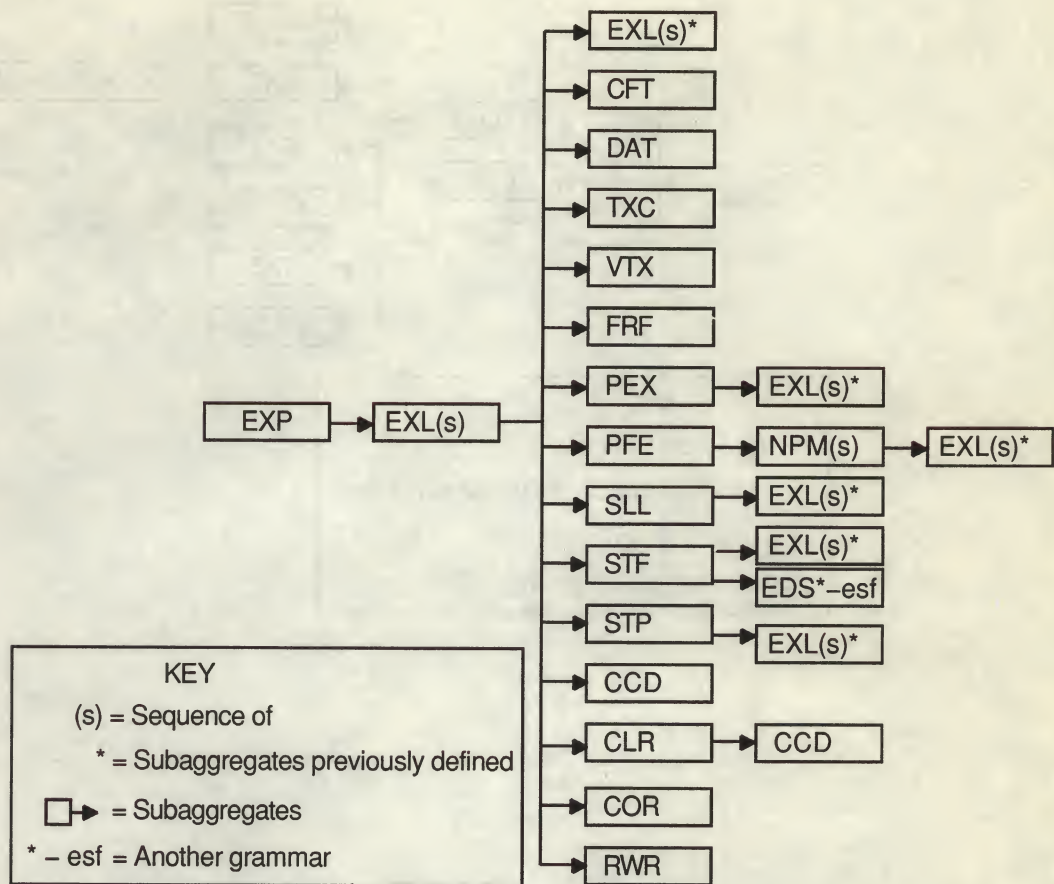 EXL(s)*
CFT
DAT
TXC
VTX
FRF
PEX EXL(s)*
EXP EXL(s) PFE NPM(s) EXL(s)*
SLL EXL(s)*
STF EXL(s)*
EDS*–esf
STP EXL(s)*
CCD
CLR CCD
COR
RWR
KEY
(s) = Sequence of
* = Subaggregates previously defined
= Subaggregates
* – esf = Another grammar